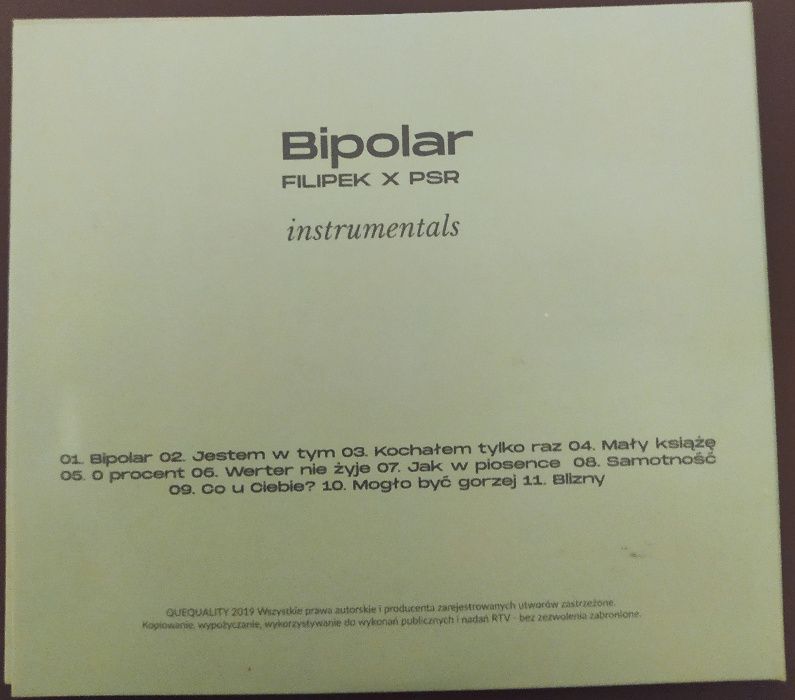 Bipolar
FILIPEK X PSR
instrumentals
01. Bipolar 02. Jestem w tym 03. Kochałem tylko raz 04. Mały książę
05. 0 procent 06. Werter nie żyje 07. Jak w piosence 08. Samotność
09. Co u Ciebie? 10. Mogło być gorzej 11. Blizny
QUEQUALITY 2019 Wszystkie prawa autorskie i producenta zarejestrowanych utworów zastrzeżone.
Kopiowanie, wypożyczanie, wykorzystywanie do wykonań publicznych i nadań RTV - bez zezwolenia zabronione.